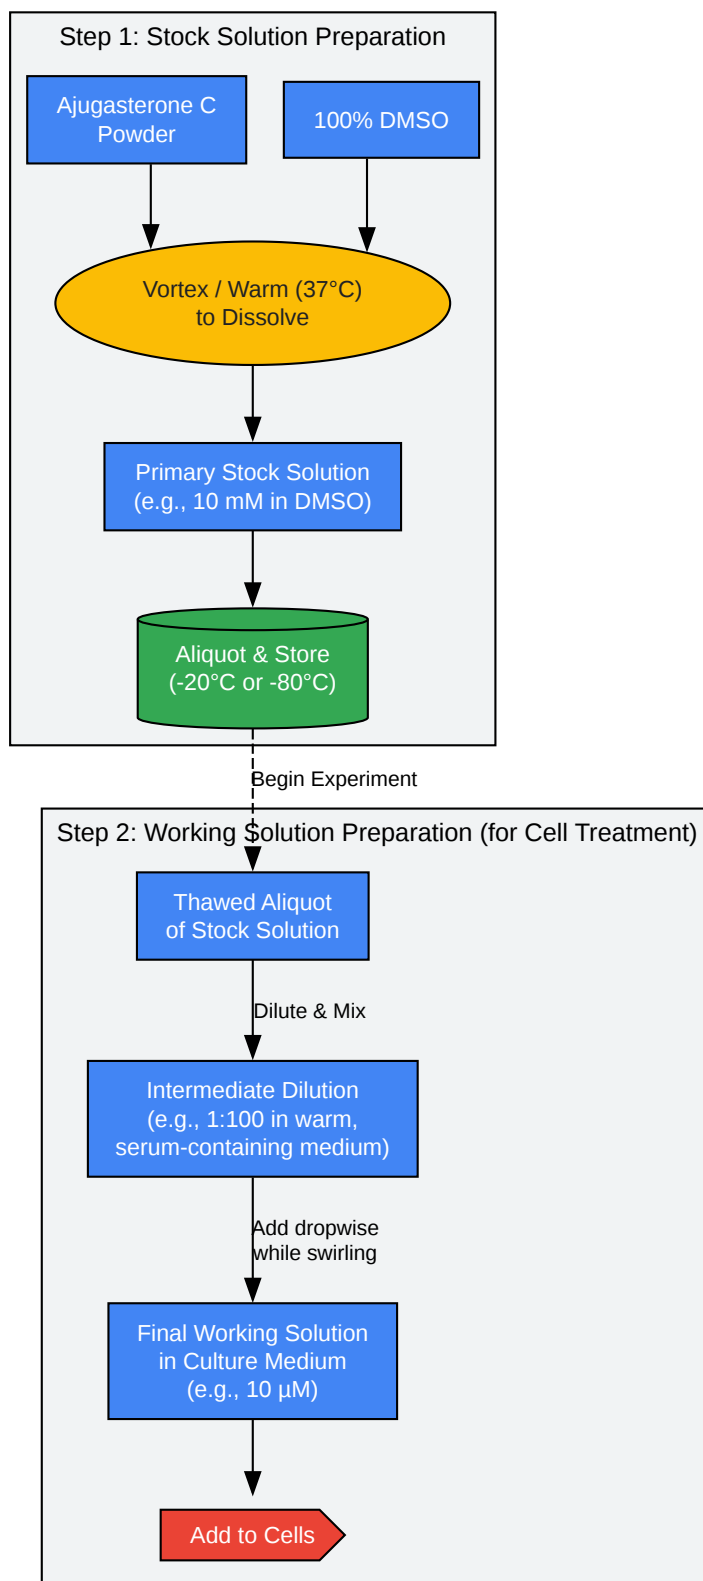 Step 1: Stock Solution Preparation
Ajugasterone C
Powder
100% DMSO
Vortex / Warm (37°C)
to Dissolve
Primary Stock Solution
(e.g., 10 mM in DMSO)
Aliquot & Store
(-20°C or -80°C)
Begin Experiment
Step 2: Working Solution Preparation (for Cell Treatment)
Thawed Aliquot
of Stock Solution
Dilute & Mix
Intermediate Dilution
(e.g., 1:100 in warm,
serum-containing medium)
Add dropwise
while swirling
Final Working Solution
in Culture Medium
(e.g., 10 µM)
Add to Cells